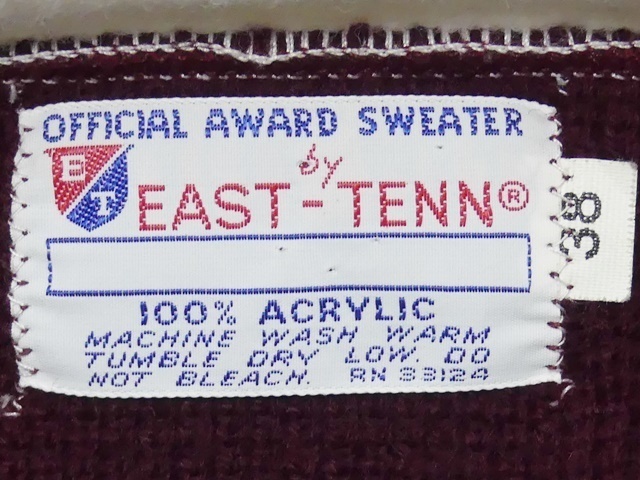 OFFICIAL AWARD SWEATER
by
E T
EAST-TENN®
38
100% ACRYLIC
MACHINE WASH WARM
TUMBLE DRY LOW. DO
NOT BLEACH. RN 33124